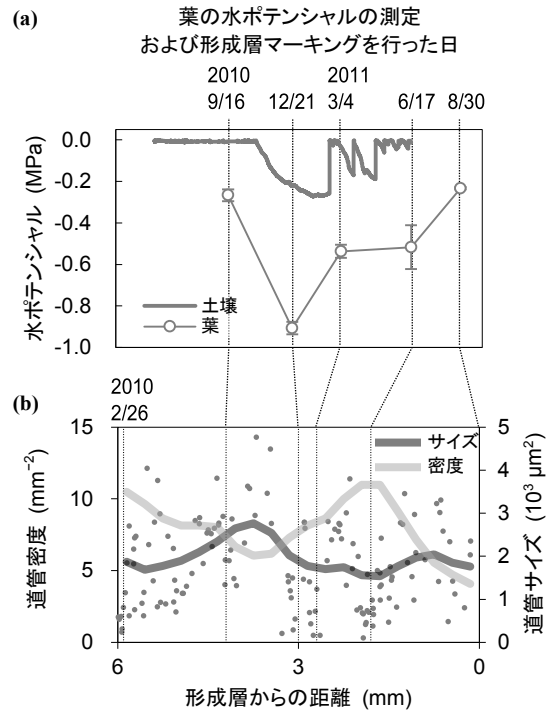 (a)
葉の水ポテンシャルの測定
および形成層マーキングを行った日
2010 2011
9/16 12/21 3/4 6/17 8/30
水ポテンシャル (MPa)
0.0
-0.2
-0.4
-0.6
-0.8
-1.0
土壌
葉
(b)
2010
2/26
道管密度 (mm⁻²)
15
10
5
0
サイズ
密度
5
4
3
2
1
0
道管サイズ (10³ μm²)
6 3 0
形成層からの距離 (mm)